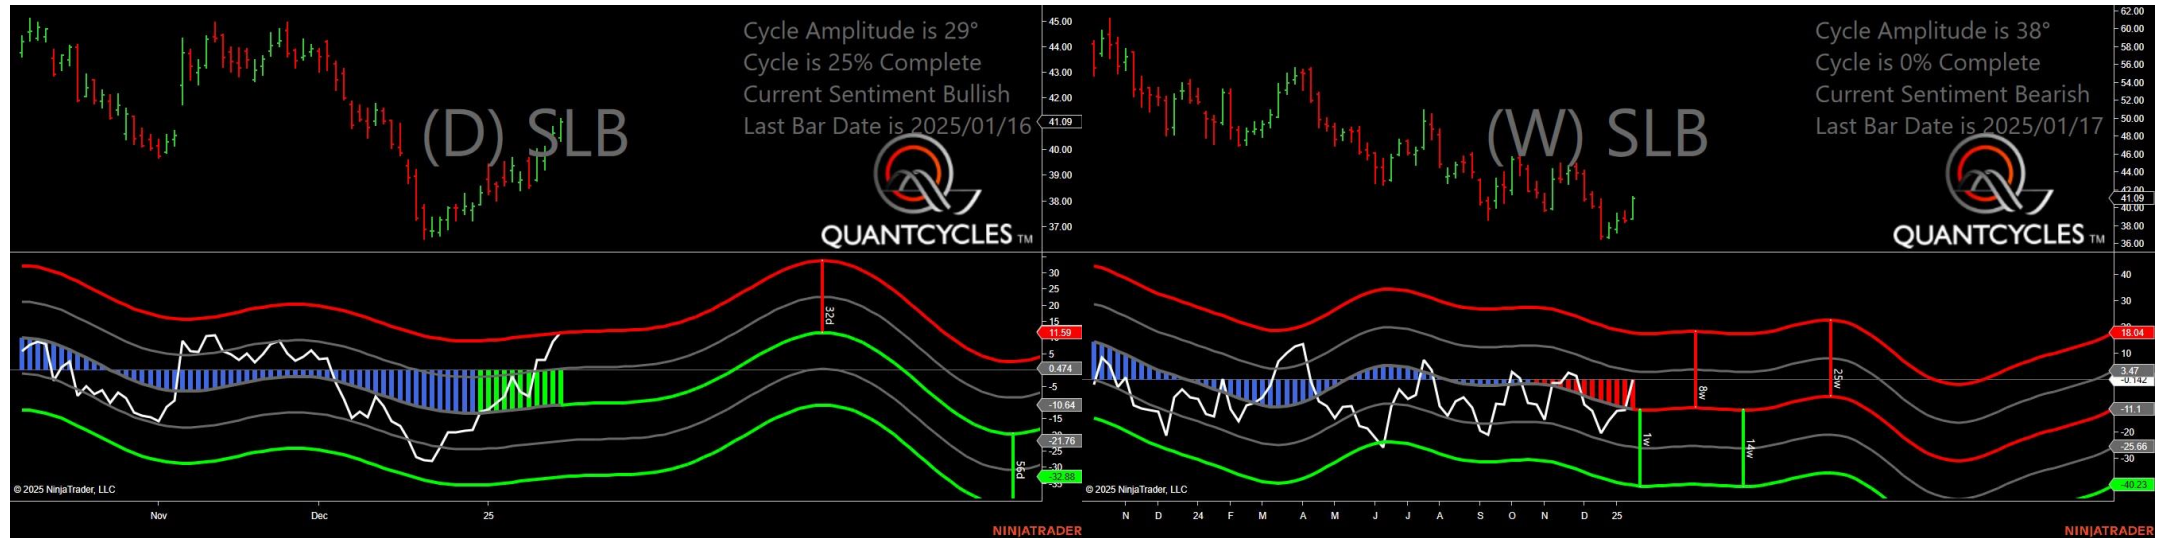 Cycle Amplitude is 29°
Cycle is 25% Complete
Current Sentiment Bullish
Last Bar Date is 2025/01/16
(D) SLB
QUANTCYCLES TM
45.00
44.00
43.00
42.00
41.09
40.00
39.00
38.00
37.00
32d
56d
30
25
20
15
11.59
5
0.474
-5
-10.64
-15
-21.76
-25
-30
-32.88
© 2025 NinjaTrader, LLC
Nov
Dec
25
NINJATRADER
Cycle Amplitude is 38°
Cycle is 0% Complete
Current Sentiment Bearish
Last Bar Date is 2025/01/17
(W) SLB
QUANTCYCLES TM
62.00
60.00
58.00
56.00
54.00
52.00
50.00
48.00
46.00
44.00
42.00
41.09
40.00
38.00
36.00
8w
25w
1w
14w
40
30
18.04
10
3.47
-0.142
-11.1
-20
-25.66
-30
-40.23
© 2025 NinjaTrader, LLC
N D 24 F M A M J J A S O N D 25
NINJATRADER